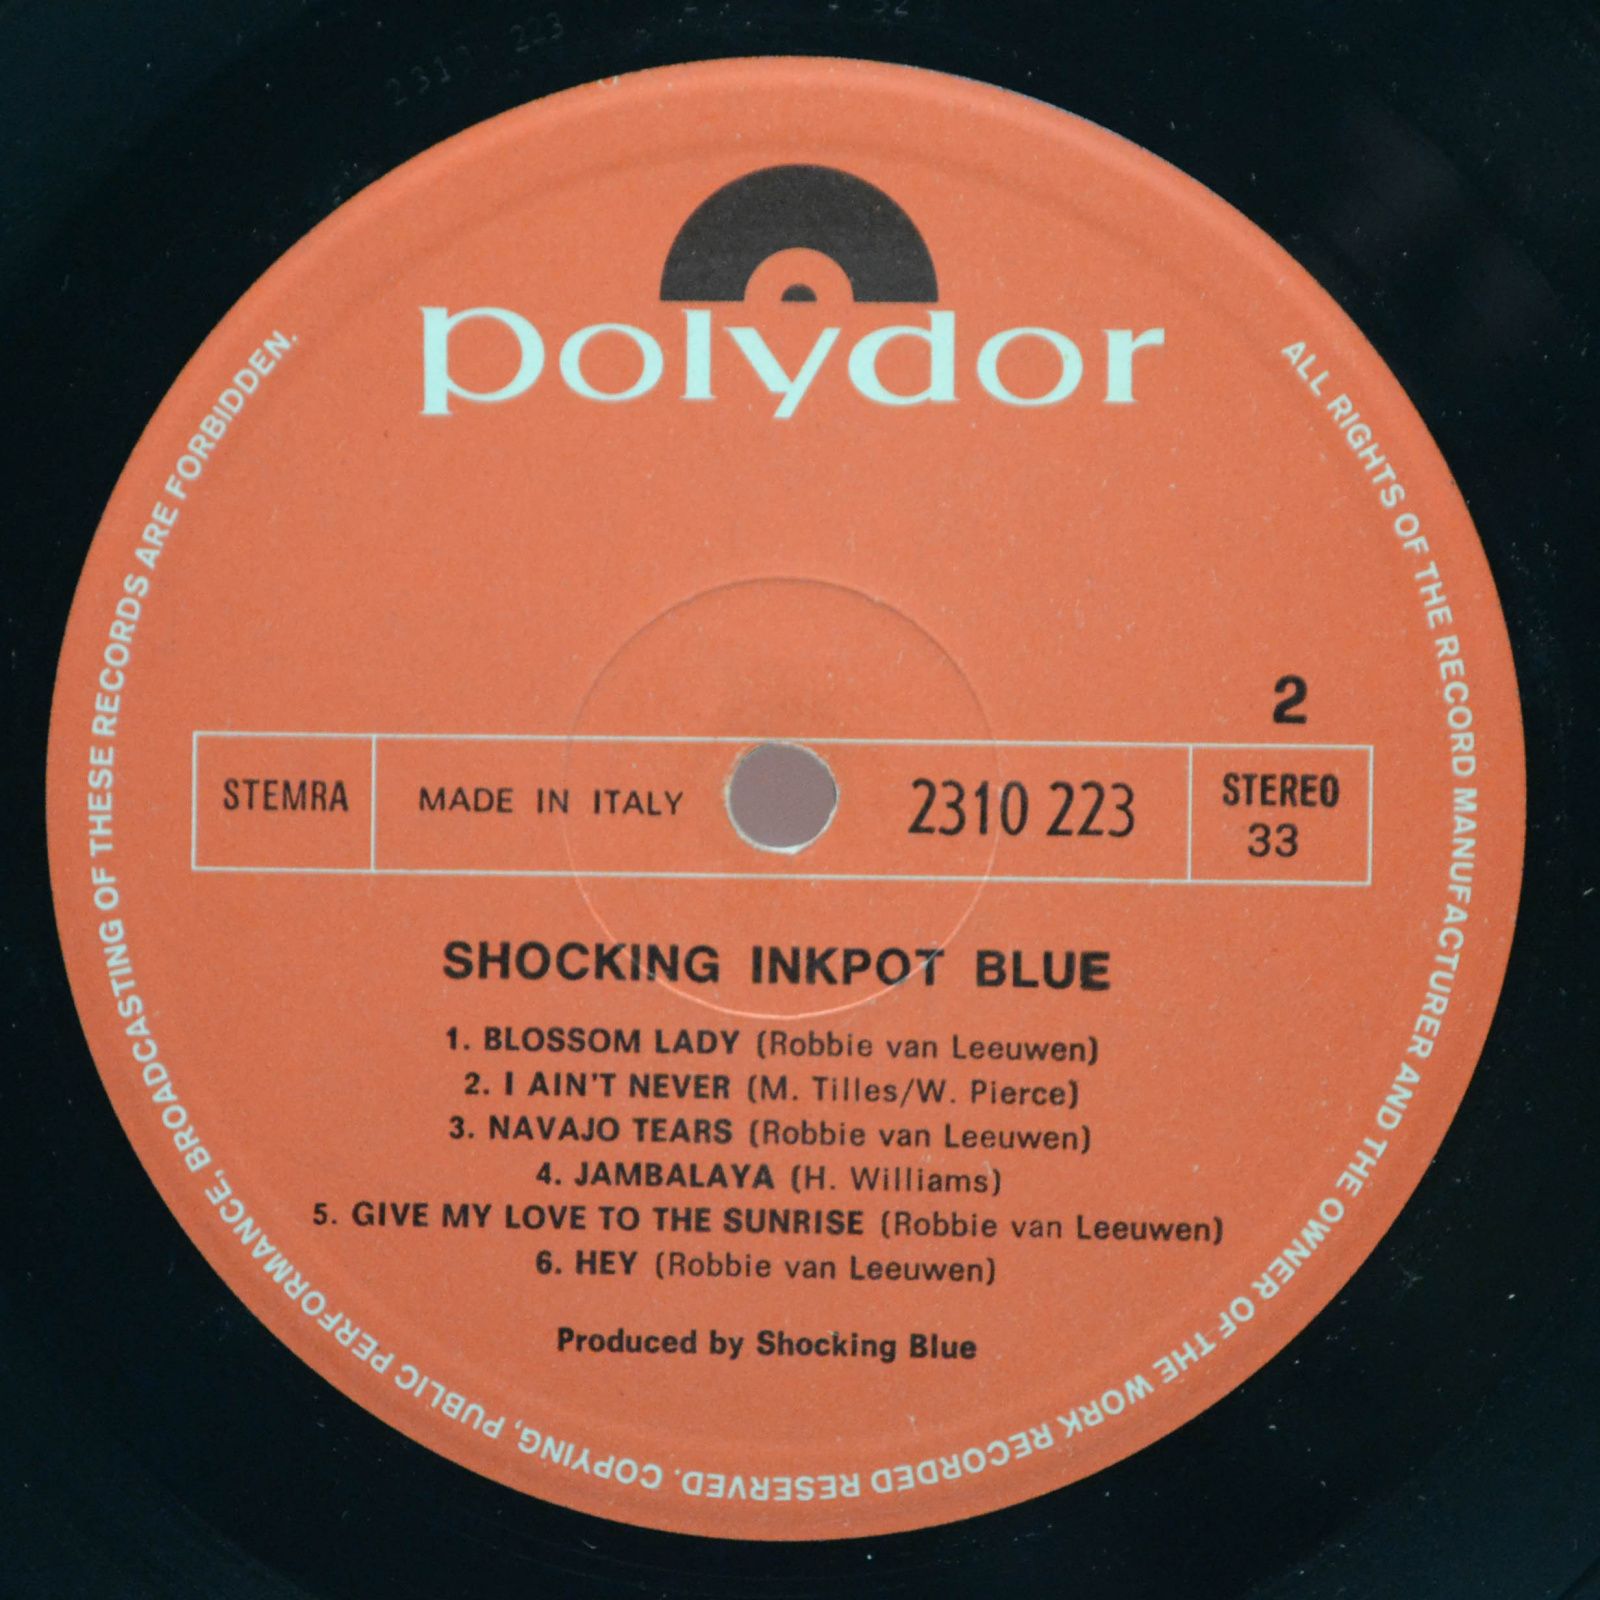 polydor
2
STEMRA
MADE IN ITALY
2310 223
STEREO
33
SHOCKING INKPOT BLUE
1. BLOSSOM LADY (Robbie van Leeuwen)
2. I AIN'T NEVER (M. Tilles/W. Pierce)
3. NAVAJO TEARS (Robbie van Leeuwen)
4. JAMBALAYA (H. Williams)
5. GIVE MY LOVE TO THE SUNRISE (Robbie van Leeuwen)
6. HEY (Robbie van Leeuwen)
Produced by Shocking Blue
ALL RIGHTS OF THE RECORD MANUFACTURER AND THE OWNER OF THE WORK RECORDED RESERVED. COPYING, PUBLIC PERFORMANCE, BROADCASTING OF THESE RECORDS ARE FORBIDDEN.